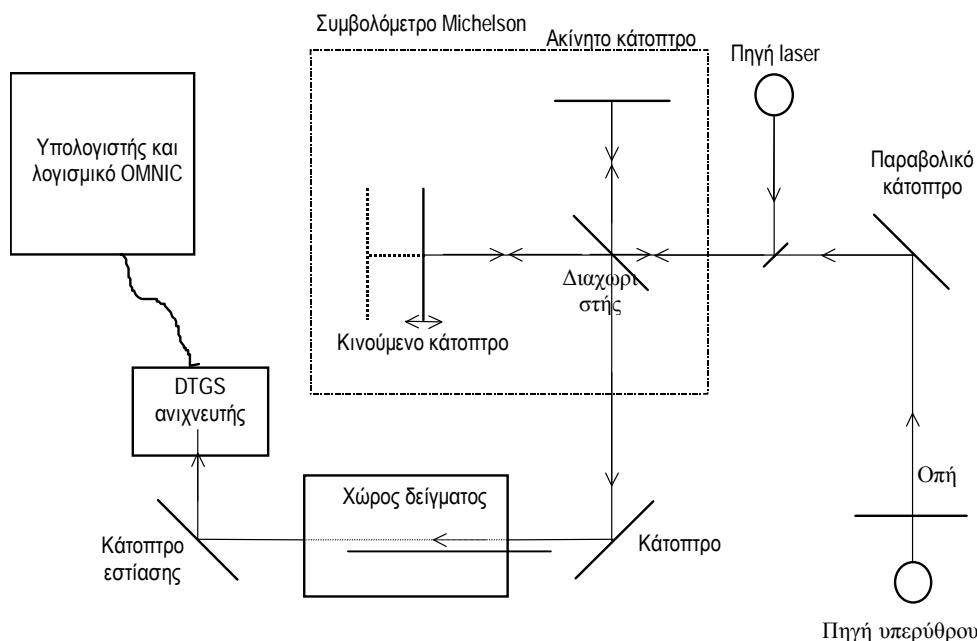 Συμβολόμετρο Michelson
Ακίνητο κάτοπτρο
Πηγή laser
Υπολογιστής και
λογισμικό OMNIC
Παραβολικό
κάτοπτρο
Διαχωρι
στής
Κινούμενο κάτοπτρο
DTGS
ανιχνευτής
Οπή
Χώρος δείγματος
Κάτοπτρο
εστίασης
Κάτοπτρο
Πηγή υπερύθρου